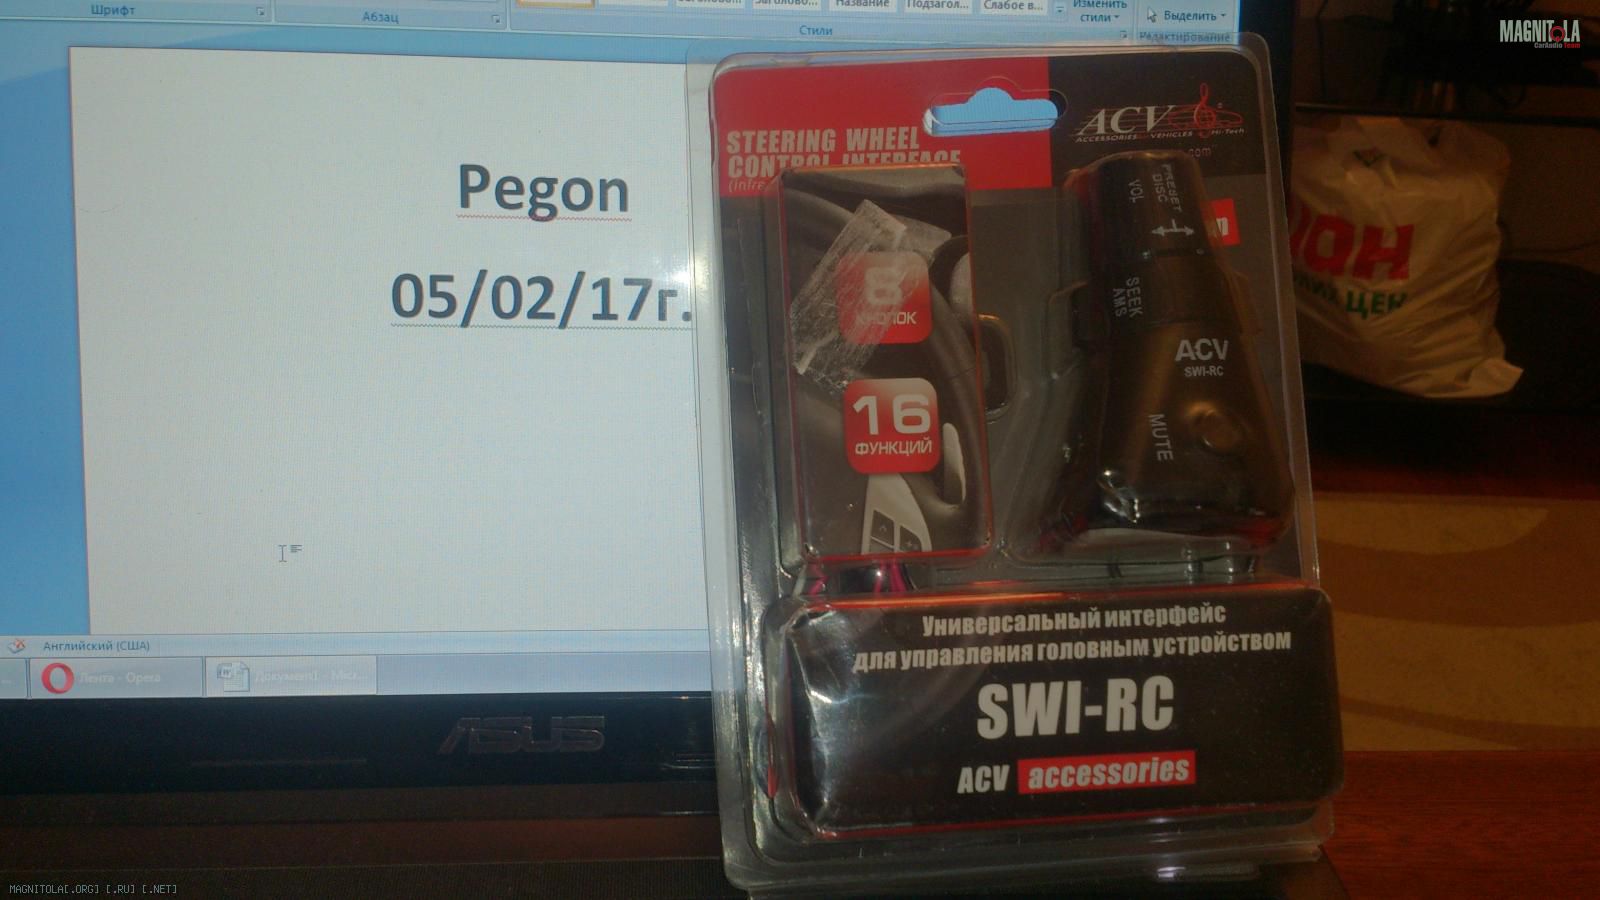 Шрифт
Абзац
Стили
Название
Подзагол...
Слабое в...
Изменить
стили
Выделить
Редактирование
MAGNITOLA
CarAudio Team
Pegon
05/02/17г.
STEERING WHEEL
CONTROL INTERFACE
ACV
ACCESSORIES VEHICLES Hi-Tech
VOL
PRESET
DISC
SEEK
AMS
ACV
SWI-RC
MUTE
8
КНОПОК
16
ФУНКЦИЙ
Универсальный интерфейс
для управления головным устройством
SWI-RC
ACV accessories
Английский (США)
Лента - Opera
Документ1 - Micr...
ASUS
MAGNITOLA[.ORG] [.RU] [.NET]